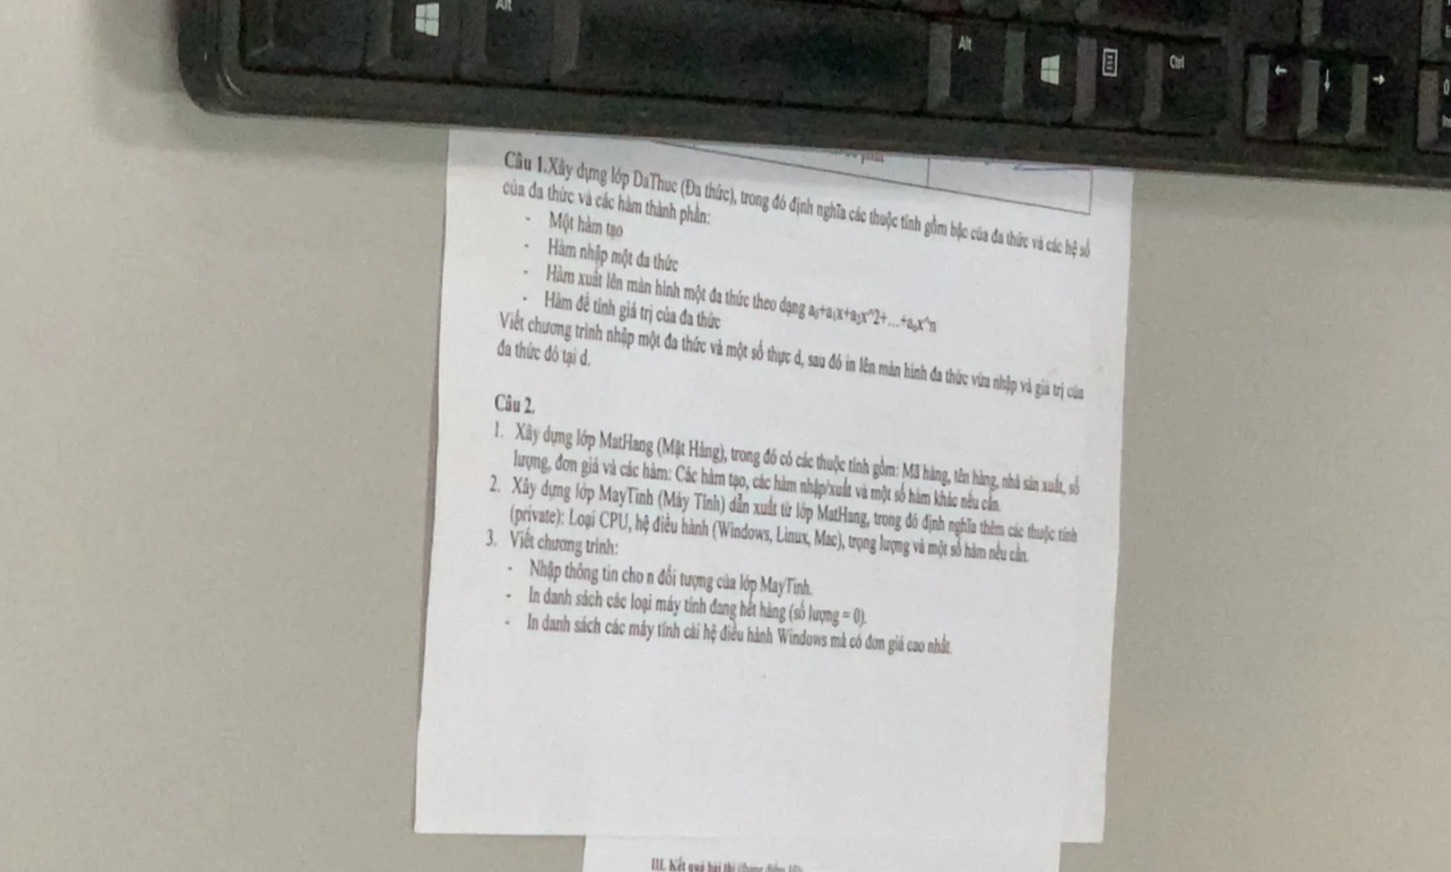 Alt
Alt
Ctrl
Câu 1.Xây dựng lớp DaThuc (Đa thức), trong đó định nghĩa các thuộc tính gồm bậc của đa thức và các hệ số
của đa thức và các hàm thành phần:
- Một hàm tạo
- Hàm nhập một đa thức
- Hàm xuất lên màn hình một đa thức theo dạng a₀+a₁x+a₂x^2+…+aₙx^n
- Hàm để tính giá trị của đa thức
Viết chương trình nhập một đa thức và một số thực d, sau đó in lên màn hình đa thức vừa nhập và giá trị của
đa thức đó tại d.
Câu 2.
1. Xây dựng lớp MatHang (Mặt Hàng), trong đó có các thuộc tính gồm: Mã hàng, tên hàng, nhà sản xuất, số
lượng, đơn giá và các hàm: Các hàm tạo, các hàm nhập/xuất và một số hàm khác nếu cần.
2. Xây dựng lớp MayTinh (Máy Tính) dẫn xuất từ lớp MatHang, trong đó định nghĩa thêm các thuộc tính
(private): Loại CPU, hệ điều hành (Windows, Linux, Mac), trọng lượng và một số hàm nếu cần.
3. Viết chương trình:
- Nhập thông tin cho n đối tượng của lớp MayTinh.
- In danh sách các loại máy tính đang hết hàng (số lượng = 0).
- In danh sách các máy tính cài hệ điều hành Windows mà có đơn giá cao nhất.
III. Kết quả bài thi